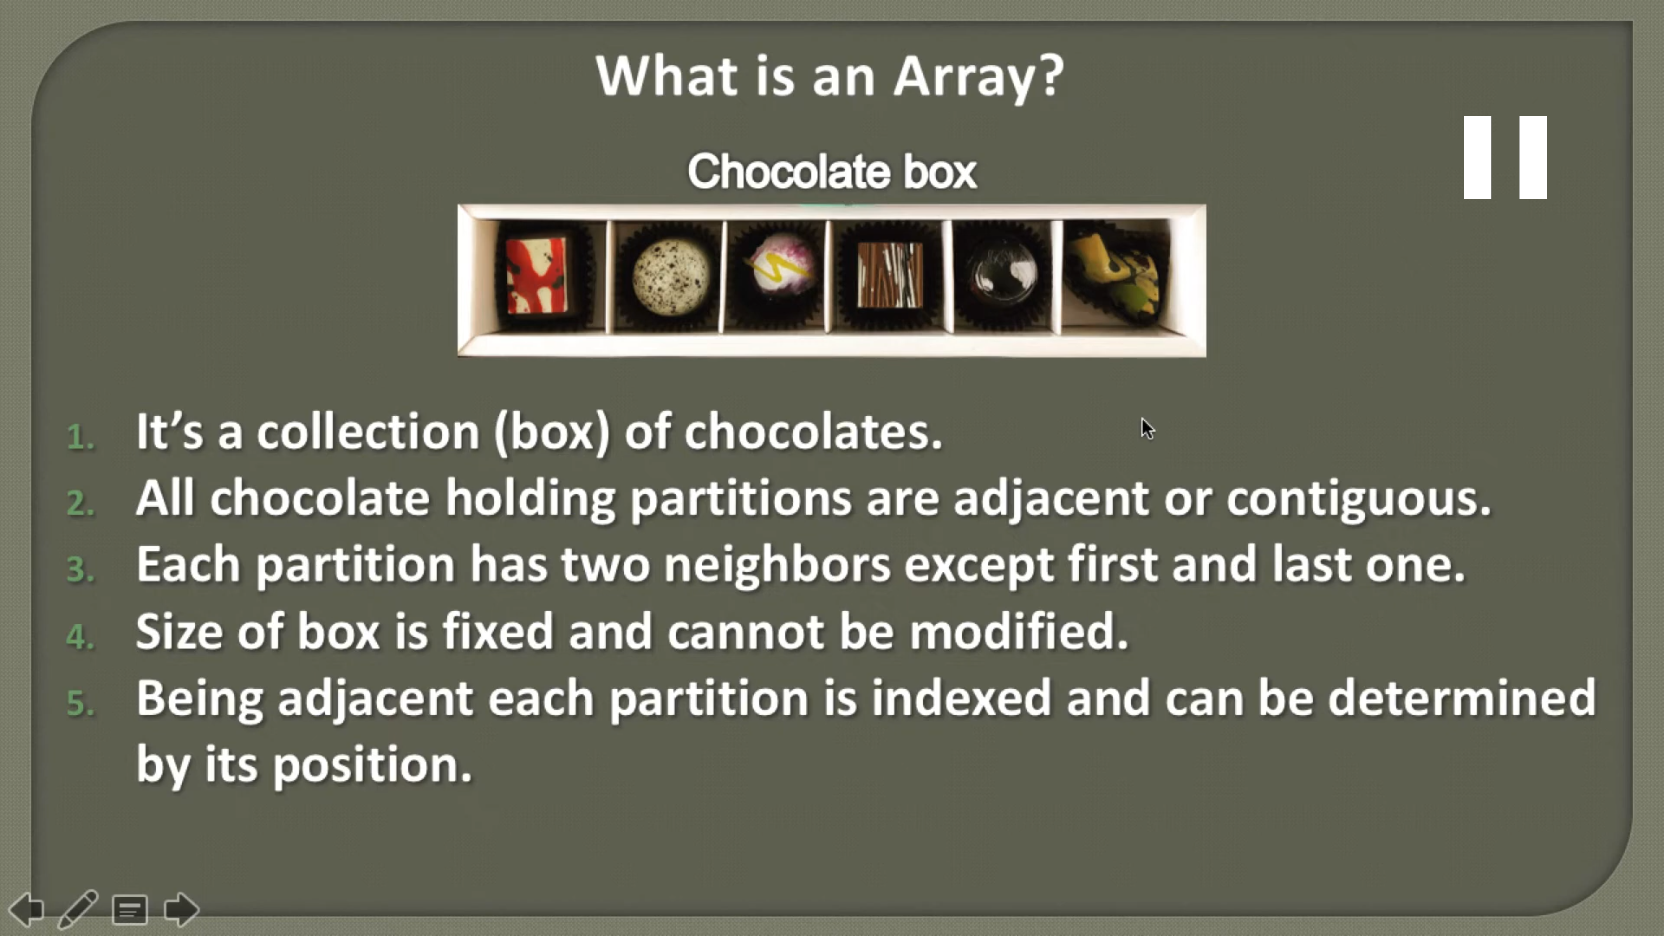 What is an Array?
Chocolate box
1. It’s a collection (box) of chocolates.
2. All chocolate holding partitions are adjacent or contiguous.
3. Each partition has two neighbors except first and last one.
4. Size of box is fixed and cannot be modified.
5. Being adjacent each partition is indexed and can be determined
by its position.